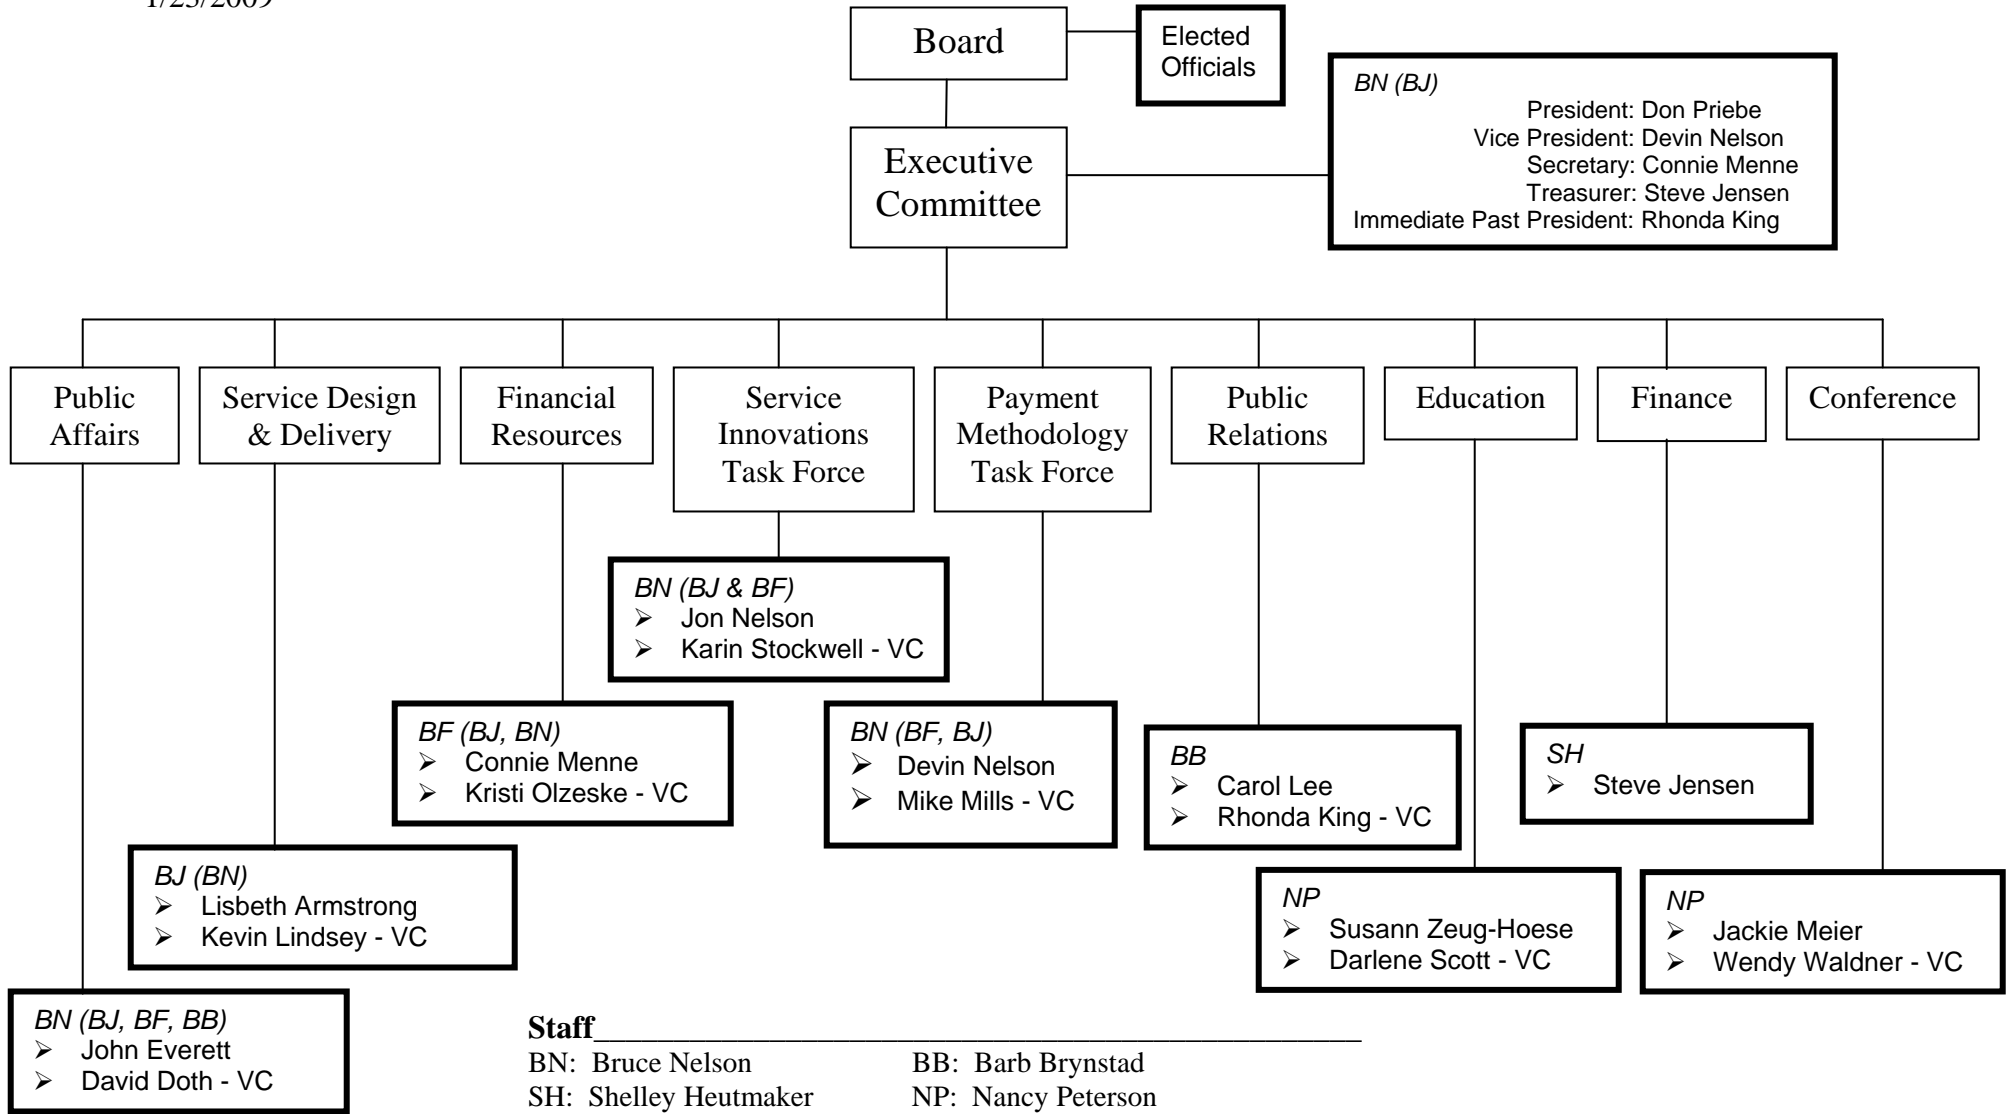 1/23/2009
Board
Elected
Officials
BN (BJ)
President: Don Priebe
Vice President: Devin Nelson
Secretary: Connie Menne
Treasurer: Steve Jensen
Immediate Past President: Rhonda King
Executive
Committee
Public
Affairs
Service Design
& Delivery
Financial
Resources
Service
Innovations
Task Force
Payment
Methodology
Task Force
Public
Relations
Education
Finance
Conference
BN (BJ & BF)
➢ Jon Nelson
➢ Karin Stockwell - VC
BF (BJ, BN)
➢ Connie Menne
➢ Kristi Olzeske - VC
BN (BF, BJ)
➢ Devin Nelson
➢ Mike Mills - VC
BB
➢ Carol Lee
➢ Rhonda King - VC
SH
➢ Steve Jensen
BJ (BN)
➢ Lisbeth Armstrong
➢ Kevin Lindsey - VC
NP
➢ Susann Zeug-Hoese
➢ Darlene Scott - VC
NP
➢ Jackie Meier
➢ Wendy Waldner - VC
BN (BJ, BF, BB)
➢ John Everett
➢ David Doth - VC
Staff
BN: Bruce Nelson BB: Barb Brynstad
SH: Shelley Heutmaker NP: Nancy Peterson